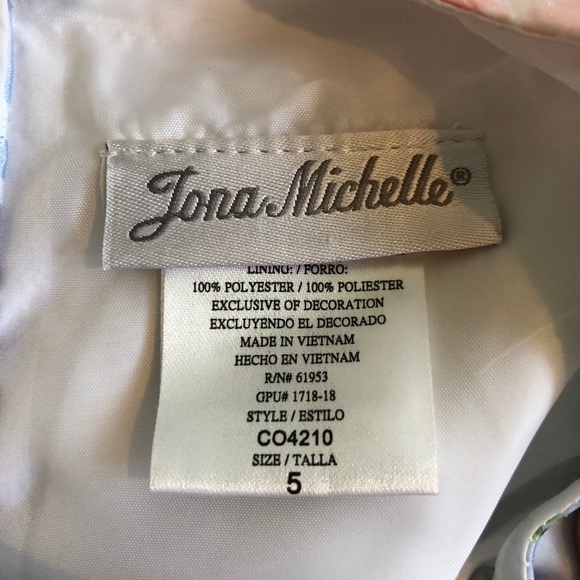 Jona Michelle®
LINING: / FORRO:
100% POLYESTER / 100% POLIESTER
EXCLUSIVE OF DECORATION
EXCLUYENDO EL DECORADO
MADE IN VIETNAM
HECHO EN VIETNAM
R/N# 61953
GPU# 1718-18
STYLE / ESTILO
CO4210
SIZE / TALLA
5